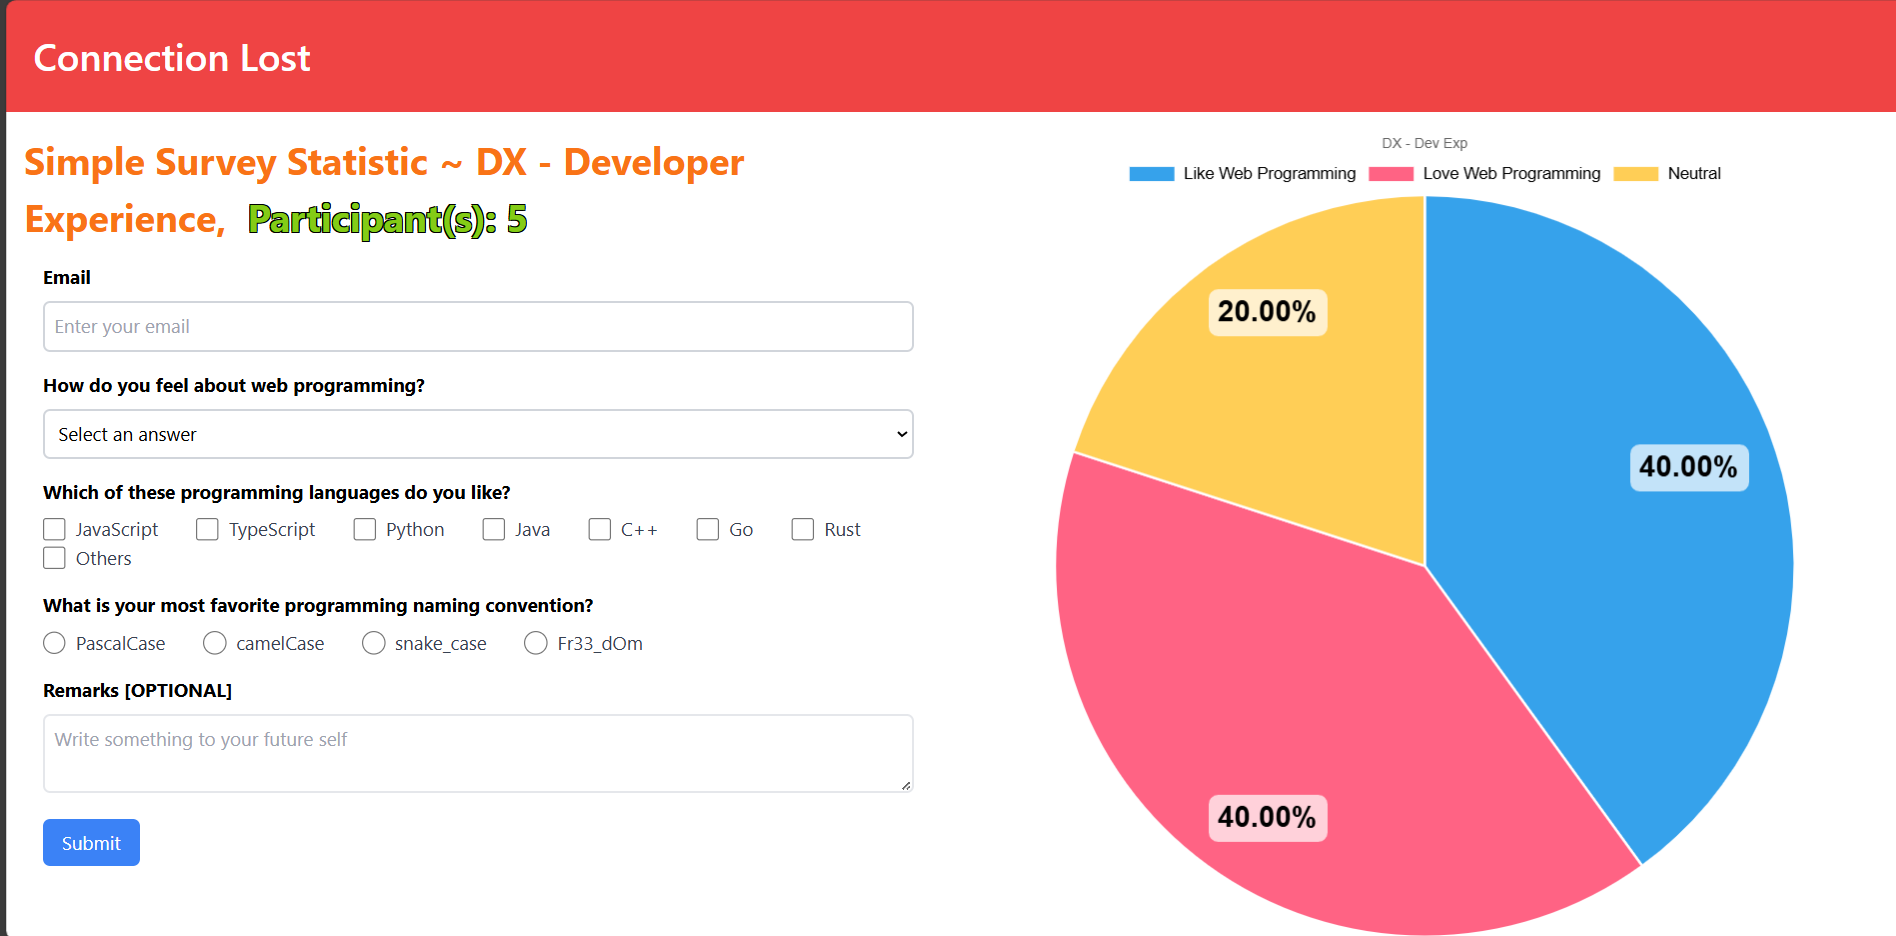 Connection Lost
Simple Survey Statistic ~ DX - Developer
Experience, Participant(s): 5
Email
Enter your email
How do you feel about web programming?
Select an answer
Which of these programming languages do you like?
JavaScript TypeScript Python Java C++ Go Rust
Others
What is your most favorite programming naming convention?
PascalCase camelCase snake_case Fr33_dOm
Remarks [OPTIONAL]
Write something to your future self
Submit
DX - Dev Exp
Like Web Programming Love Web Programming Neutral
20.00%
40.00%
40.00%